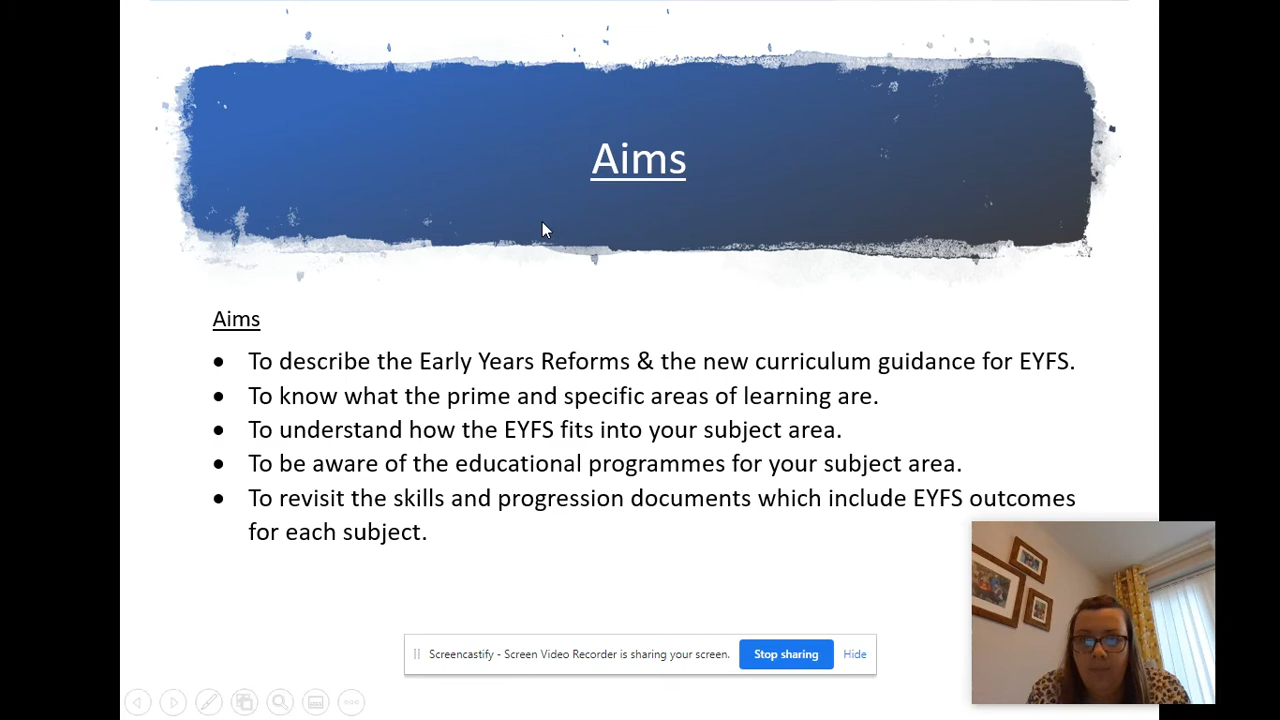 Aims
Aims
• To describe the Early Years Reforms & the new curriculum guidance for EYFS.
• To know what the prime and specific areas of learning are.
• To understand how the EYFS fits into your subject area.
• To be aware of the educational programmes for your subject area.
• To revisit the skills and progression documents which include EYFS outcomes
for each subject.
Screencastify - Screen Video Recorder is sharing your screen. Stop sharing Hide